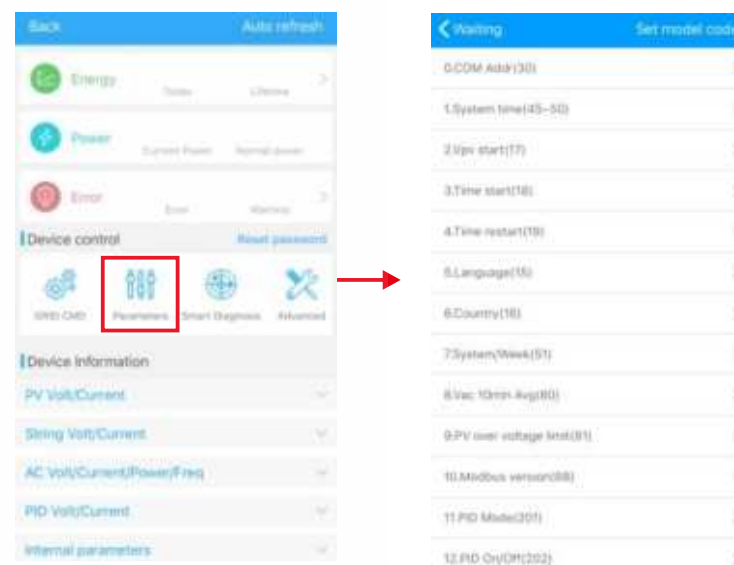 Back Auto refresh
Energy
Today Lifetime
Power
Current Power Normal power
Error
Error Warning
Device control Reset password
GRID CMD Parameters Smart Diagnosis Advanced
Device Information
PV Volt/Current
String Volt/Current
AC Volt/Current/Power/Freq
PID Volt/Current
Internal parameters
Waiting Set model code
0.COM Addr(30)
1.System time(45~50)
2.Vpv start(17)
3.Time start(18)
4.Time restart(19)
5.Language(15)
6.Country(16)
7.System/Week(51)
8.Vac 10min Avg(80)
9.PV over voltage limit(81)
10.Modbus version(88)
11.PID Mode(201)
12.PID On/Off(202)